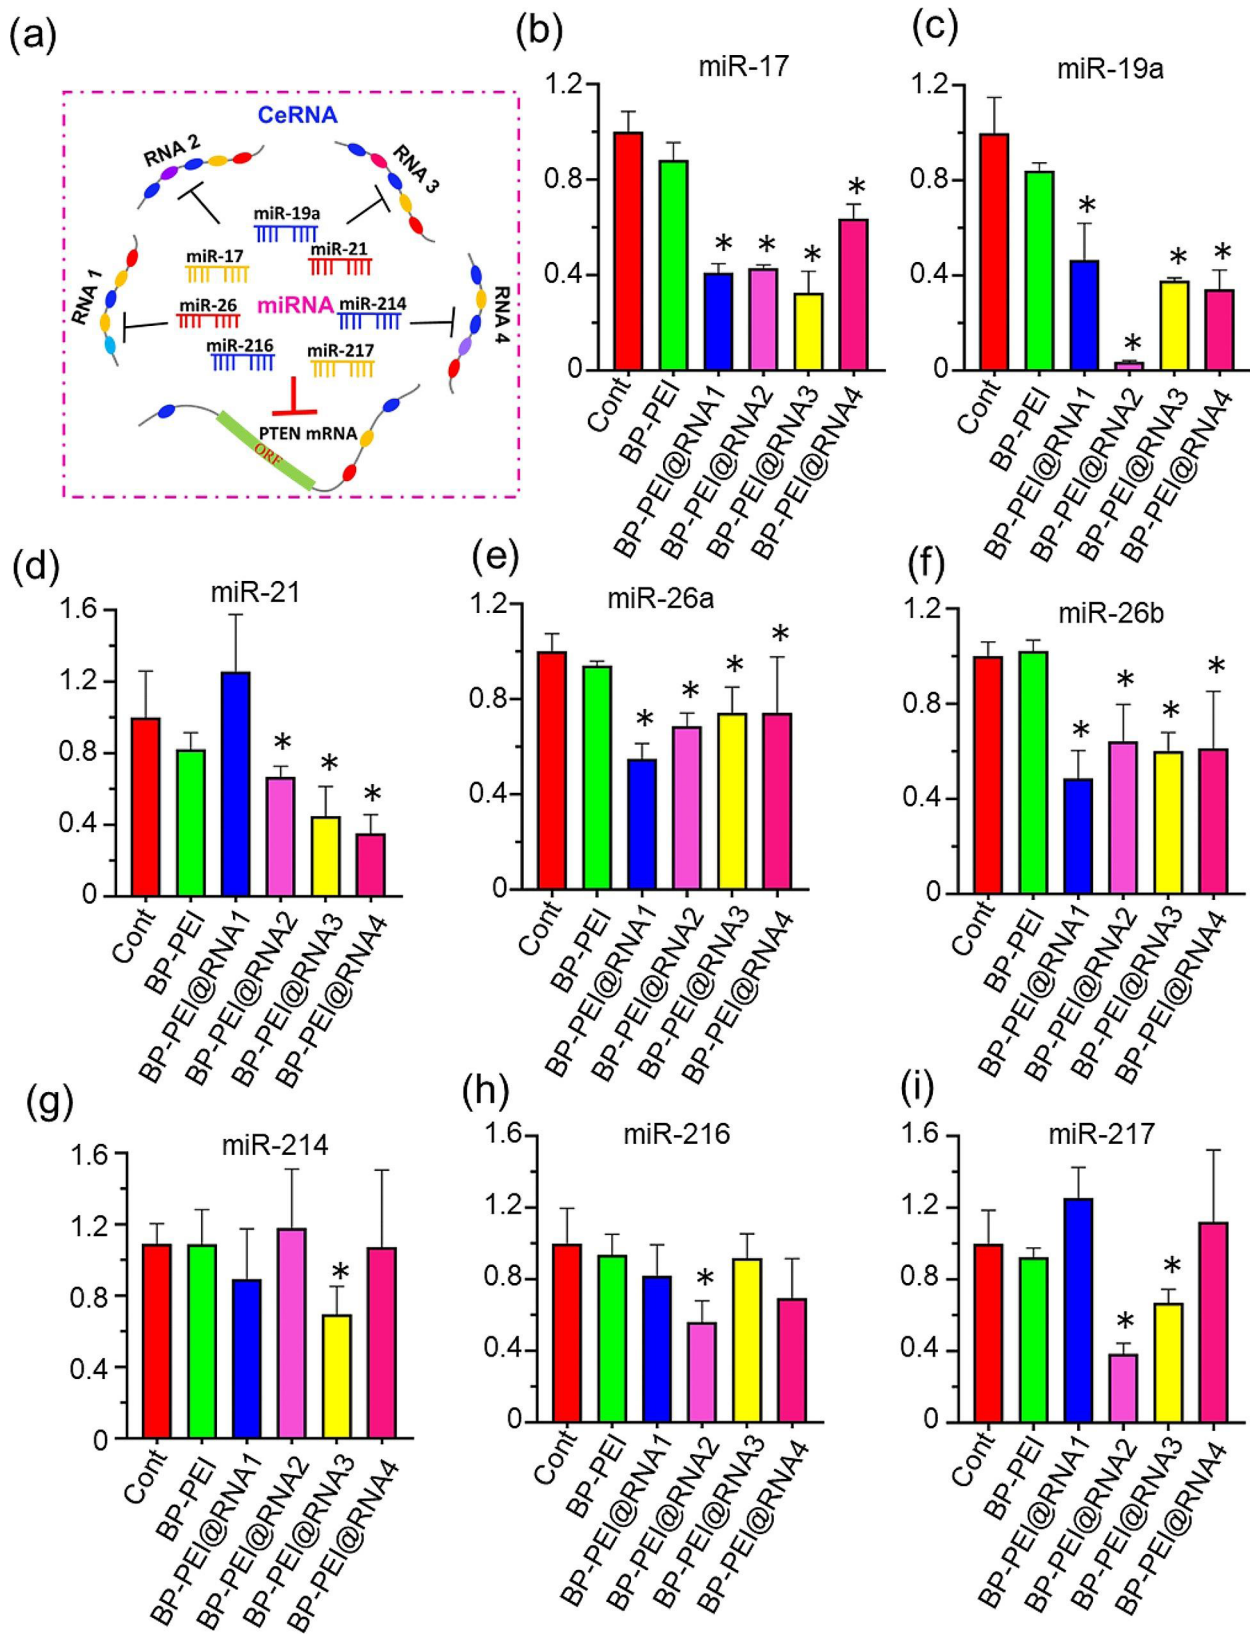 (a)
CeRNA
RNA 2
RNA 3
miR-19a
miR-17
miR-21
RNA 1
miR-26
miRNA
miR-214
RNA 4
miR-216
miR-217
PTEN mRNA
ORF
(b)
miR-17
1.2
0.8
0.4
0
Cont
BP-PEI
BP-PEI@RNA1
BP-PEI@RNA2
BP-PEI@RNA3
BP-PEI@RNA4
*
*
*
*
(c)
miR-19a
1.2
0.8
0.4
0
Cont
BP-PEI
BP-PEI@RNA1
BP-PEI@RNA2
BP-PEI@RNA3
BP-PEI@RNA4
*
*
*
*
(d)
miR-21
1.6
1.2
0.8
0.4
0
Cont
BP-PEI
BP-PEI@RNA1
BP-PEI@RNA2
BP-PEI@RNA3
BP-PEI@RNA4
*
*
*
(e)
miR-26a
1.2
0.8
0.4
0
Cont
BP-PEI
BP-PEI@RNA1
BP-PEI@RNA2
BP-PEI@RNA3
BP-PEI@RNA4
*
*
*
*
(f)
miR-26b
1.2
0.8
0.4
0
Cont
BP-PEI
BP-PEI@RNA1
BP-PEI@RNA2
BP-PEI@RNA3
BP-PEI@RNA4
*
*
*
*
(g)
miR-214
1.6
1.2
0.8
0.4
0
Cont
BP-PEI
BP-PEI@RNA1
BP-PEI@RNA2
BP-PEI@RNA3
BP-PEI@RNA4
*
(h)
miR-216
1.6
1.2
0.8
0.4
0
Cont
BP-PEI
BP-PEI@RNA1
BP-PEI@RNA2
BP-PEI@RNA3
BP-PEI@RNA4
*
(i)
miR-217
1.6
1.2
0.8
0.4
0
Cont
BP-PEI
BP-PEI@RNA1
BP-PEI@RNA2
BP-PEI@RNA3
BP-PEI@RNA4
*
*